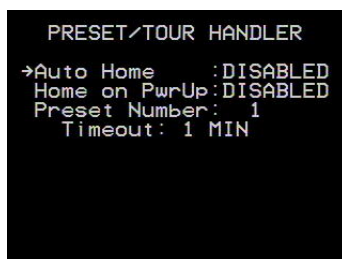 PRESET/TOUR HANDLER
→Auto Home :DISABLED
Home on PwrUp:DISABLED
Preset Number: 1
Timeout: 1 MIN